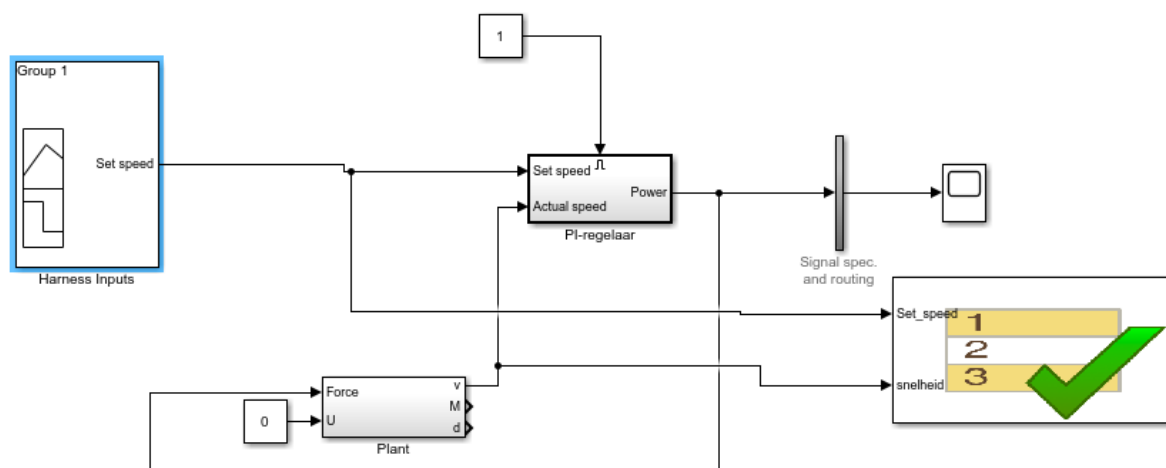 1
Group 1
Set speed
Harness Inputs
Set speed
Actual speed
Power
PI-regelaar
Signal spec.
and routing
Set_speed
snelheid
1
2
3
Force
U
v
M
d
0
Plant